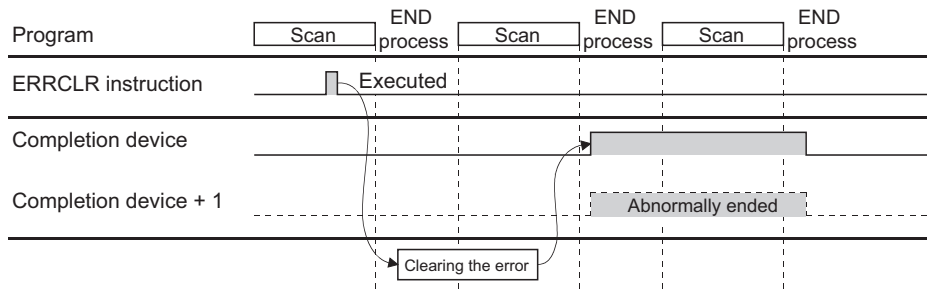 Program
Scan
END
process
Scan
END
process
Scan
END
process
ERRCLR instruction
Executed
Completion device
Completion device + 1
Abnormally ended
Clearing the error